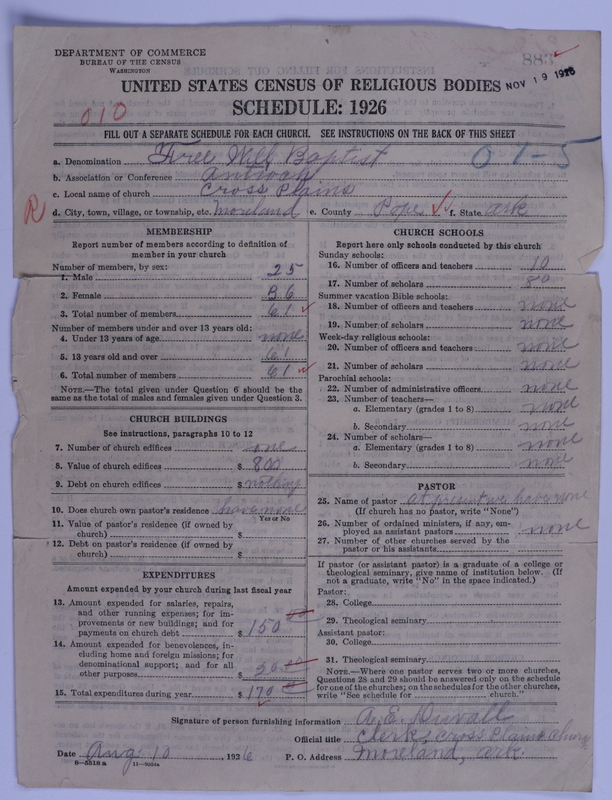 883
DEPARTMENT OF COMMERCE
BUREAU OF THE CENSUS
WASHINGTON
UNITED STATES CENSUS OF RELIGIOUS BODIES NOV 19 1926
SCHEDULE: 1926
010
FILL OUT A SEPARATE SCHEDULE FOR EACH CHURCH. SEE INSTRUCTIONS ON THE BACK OF THIS SHEET
a. Denomination Free Will Baptist 01-5
b. Association or Conference Antioch
c. Local name of church Cross Plains
R d. City, town, village, or township, etc. Moreland e. County Pope f. State Ark
MEMBERSHIP
Report number of members according to definition of
member in your church
Number of members, by sex:
1. Male 25
2. Female 36
3. Total number of members 61
Number of members under and over 13 years old:
4. Under 13 years of age none
5. 13 years old and over 61
6. Total number of members 61
NOTE.—The total given under Question 6 should be the
same as the total of males and females given under Question 3.
CHURCH BUILDINGS
See instructions, paragraphs 10 to 12
7. Number of church edifices one
8. Value of church edifices $ 800
9. Debt on church edifices $ nothing
10. Does church own pastor's residence have none
Yes or No
11. Value of pastor's residence (if owned by
church) $
12. Debt on pastor's residence (if owned by
church) $
EXPENDITURES
Amount expended by your church during last fiscal year
13. Amount expended for salaries, repairs,
and other running expenses; for im-
provements or new buildings; and for
payments on church debt $ 150 00
14. Amount expended for benevolences, in-
cluding home and foreign missions; for
denominational support; and for all
other purposes $ 20 00
15. Total expenditures during year $ 170 00
CHURCH SCHOOLS
Report here only schools conducted by this church
Sunday schools:
16. Number of officers and teachers 10
17. Number of scholars 80
Summer vacation Bible schools:
18. Number of officers and teachers none
19. Number of scholars none
Week-day religious schools:
20. Number of officers and teachers none
21. Number of scholars none
Parochial schools:
22. Number of administrative officers none
23. Number of teachers—
a. Elementary (grades 1 to 8) none
b. Secondary none
24. Number of scholars—
a. Elementary (grades 1 to 8) none
b. Secondary none
PASTOR
25. Name of pastor at present we have none
(If church has no pastor, write "None")
26. Number of ordained ministers, if any, em-
ployed as assistant pastors none
27. Number of other churches served by the
pastor or his assistants
If pastor (or assistant pastor) is a graduate of a college or
theological seminary, give name of institution below. (If
not a graduate, write "No" in the space indicated.)
Pastor:
28. College
29. Theological seminary
Assistant pastor:
30. College
31. Theological seminary
NOTE.—Where one pastor serves two or more churches,
Questions 28 and 29 should be answered only on the schedule
for one of the churches; on the schedules for the other churches,
write "See schedule for church."
Signature of person furnishing information A. E. Duvall
Official title Clerk Cross Plains Church
Date Aug 10 1926 P. O. Address Moreland, Ark.
8—5518 a